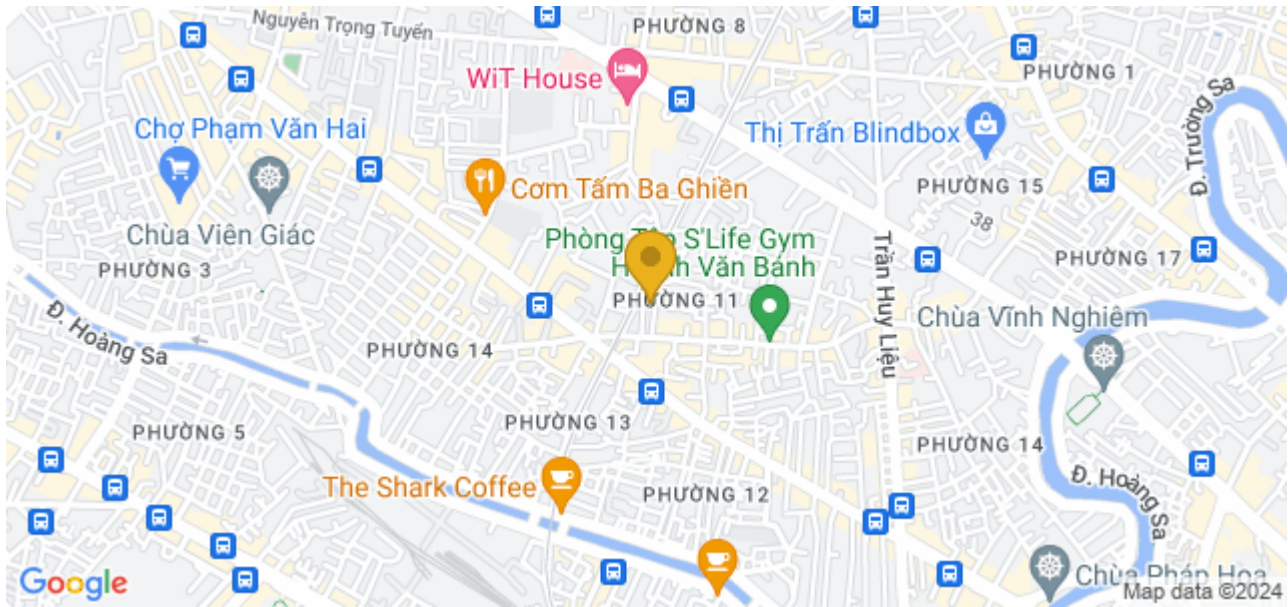 Nguyễn Trọng Tuyển
PHƯỜNG 8
WiT House
PHƯỜNG 1
Đ. Trường Sa
Chợ Phạm Văn Hai
Thị Trấn Blindbox
Cơm Tấm Ba Ghiền
PHƯỜNG 15
38
Chùa Viên Giác
Phòng S'Life Gym
Văn Bánh
Trần Huy Liệu
PHƯỜNG 3
PHƯỜNG 17
PHƯỜNG 11
Chùa Vĩnh Nghiêm
Đ. Hoàng Sa
PHƯỜNG 14
PHƯỜNG 13
PHƯỜNG 5
PHƯỜNG 14
Đ. Hoàng Sa
The Shark Coffee
PHƯỜNG 12
Chùa Pháp Hoa
Google
Map data ©2024